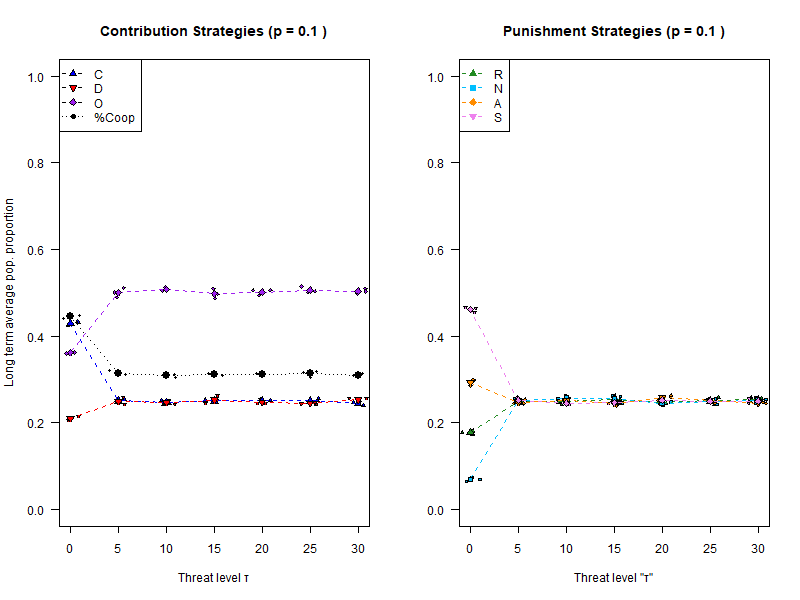 Contribution Strategies (p = 0.1 )
C
D
O
%Coop
1.0
0.8
0.6
0.4
0.2
0.0
Long term average pop. proportion
0 5 10 15 20 25 30
Threat level τ
Punishment Strategies (p = 0.1 )
R
N
A
S
1.0
0.8
0.6
0.4
0.2
0.0
0 5 10 15 20 25 30
Threat level "τ"